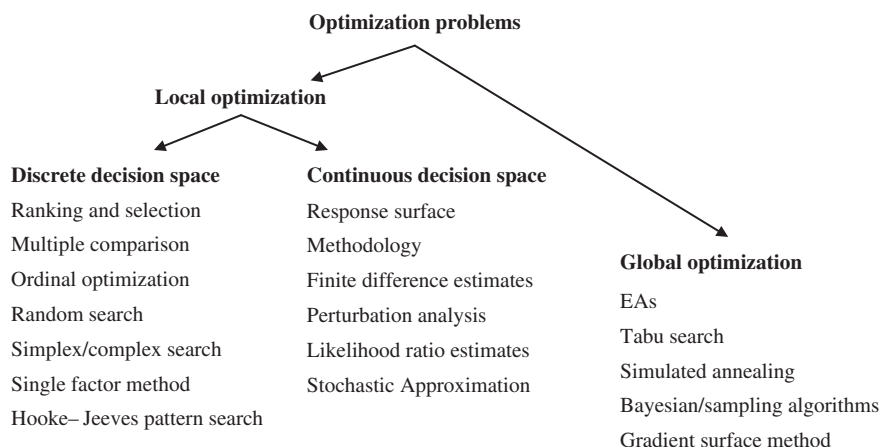 Optimization problems
Local optimization
Discrete decision space
Ranking and selection
Multiple comparison
Ordinal optimization
Random search
Simplex/complex search
Single factor method
Hooke–Jeeves pattern search
Continuous decision space
Response surface
Methodology
Finite difference estimates
Perturbation analysis
Likelihood ratio estimates
Stochastic Approximation
Global optimization
EAs
Tabu search
Simulated annealing
Bayesian/sampling algorithms
Gradient surface method